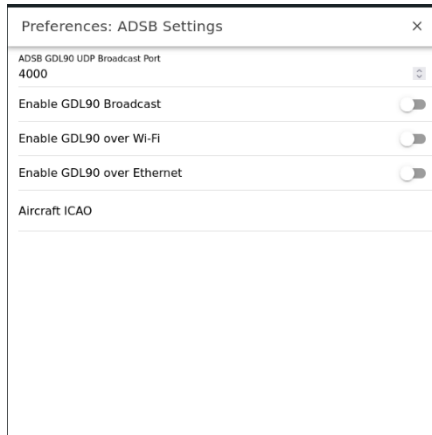 Preferences: ADSB Settings
ADSB GDL90 UDP Broadcast Port
4000
Enable GDL90 Broadcast
Enable GDL90 over Wi-Fi
Enable GDL90 over Ethernet
Aircraft ICAO